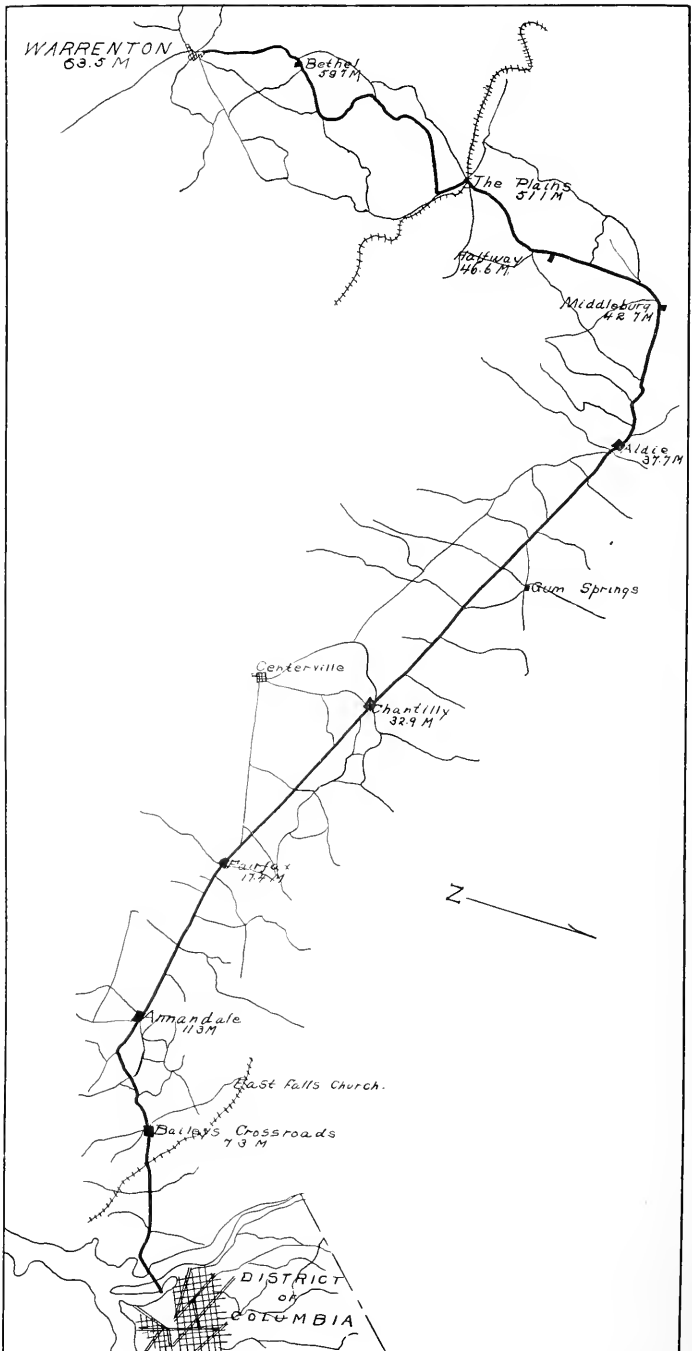 WARRENTON
63.5 M
Bethel
59.7 M
The Plains
51.1 M
Halfway
46.6 M.
Middleburg
42.7 M
Aldie
37.7 M
Gum Springs
Centerville
Chantilly
32.9 M
Fairfax
17.4 M
N
Annandale
11.3 M
East Falls Church.
Baileys Crossroads
7.3 M
DISTRICT
OF
COLUMBIA